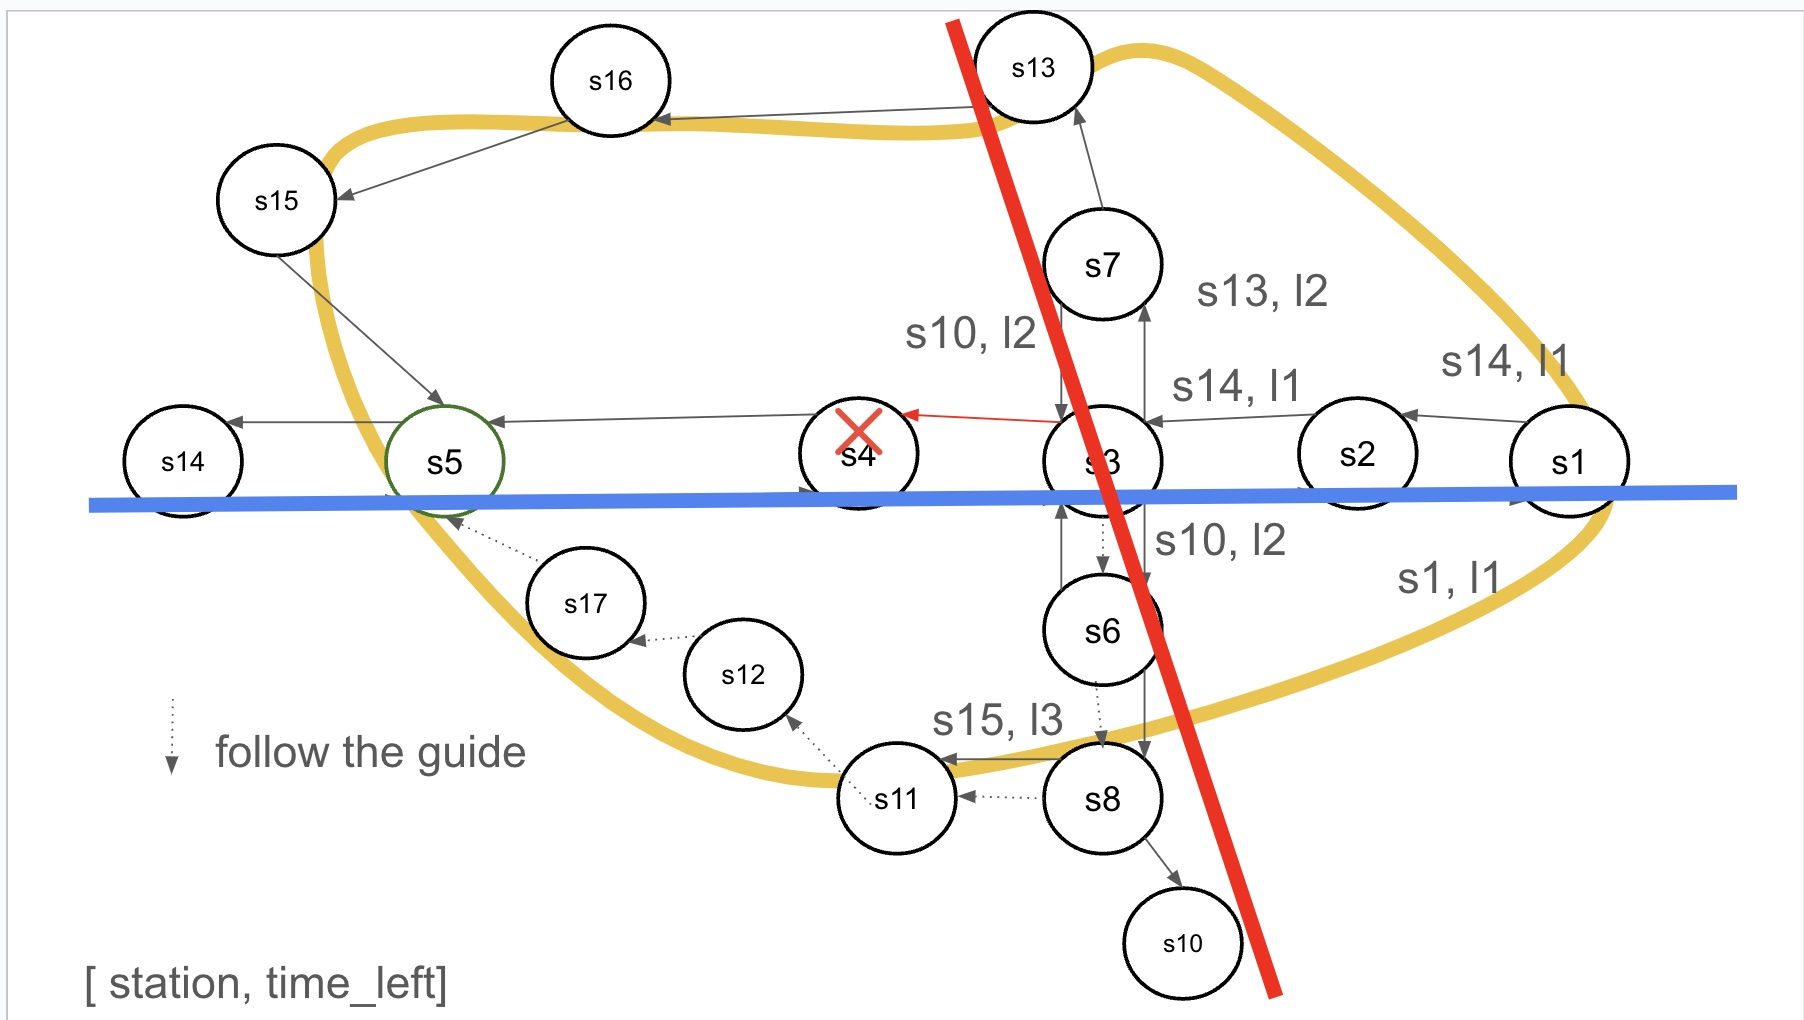 s13
s16
s15
s7
s13, l2
s10, l2
s14, l1
s14, l1
s14
s5
s4
s3
s2
s1
s10, l2
s1, l1
s17
s6
s12
s15, l3
follow the guide
s11
s8
s10
[ station, time_left]